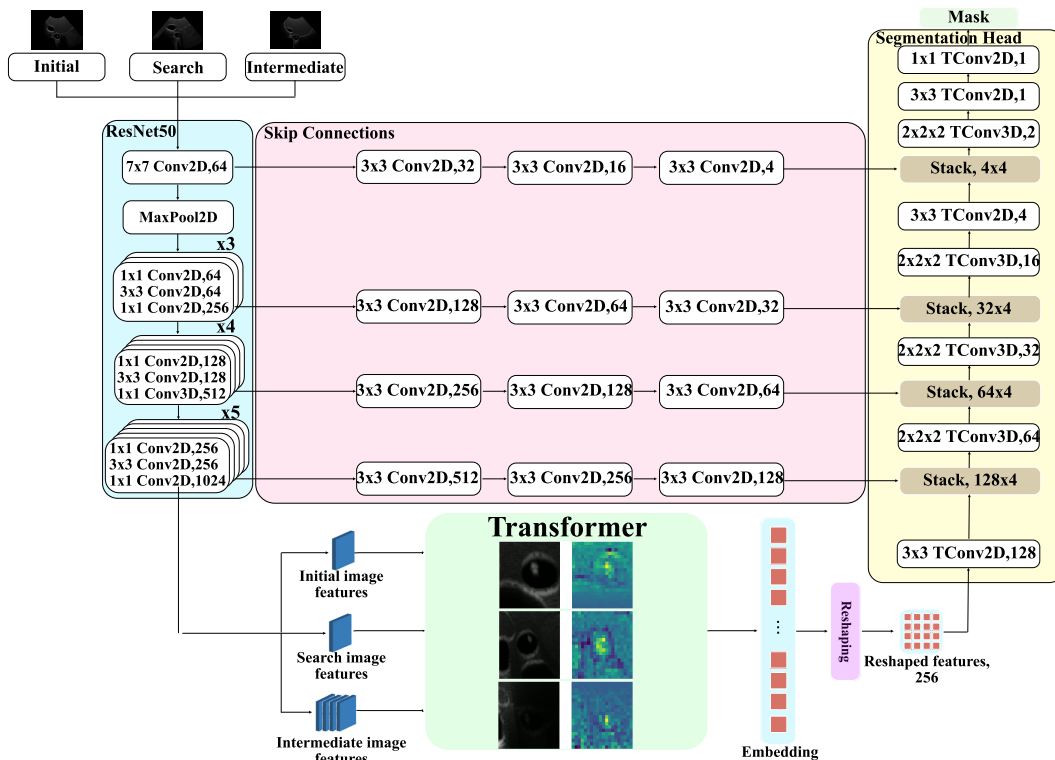 Initial
Search
Intermediate
ResNet50
7x7 Conv2D,64
MaxPool2D
x3
1x1 Conv2D,64
3x3 Conv2D,64
1x1 Conv2D,256
x4
1x1 Conv2D,128
3x3 Conv2D,128
1x1 Conv3D,512
x5
1x1 Conv2D,256
3x3 Conv2D,256
1x1 Conv2D,1024
Skip Connections
3x3 Conv2D,32
3x3 Conv2D,16
3x3 Conv2D,4
3x3 Conv2D,128
3x3 Conv2D,64
3x3 Conv2D,32
3x3 Conv2D,256
3x3 Conv2D,128
3x3 Conv2D,64
3x3 Conv2D,512
3x3 Conv2D,256
3x3 Conv2D,128
Mask
Segmentation Head
1x1 TConv2D,1
3x3 TConv2D,1
2x2x2 TConv3D,2
Stack, 4x4
3x3 TConv2D,4
2x2x2 TConv3D,16
Stack, 32x4
2x2x2 TConv3D,32
Stack, 64x4
2x2x2 TConv3D,64
Stack, 128x4
3x3 TConv2D,128
Initial image
features
Search image
features
Intermediate image
features
Transformer
...
Embedding
Reshaping
Reshaped features,
256